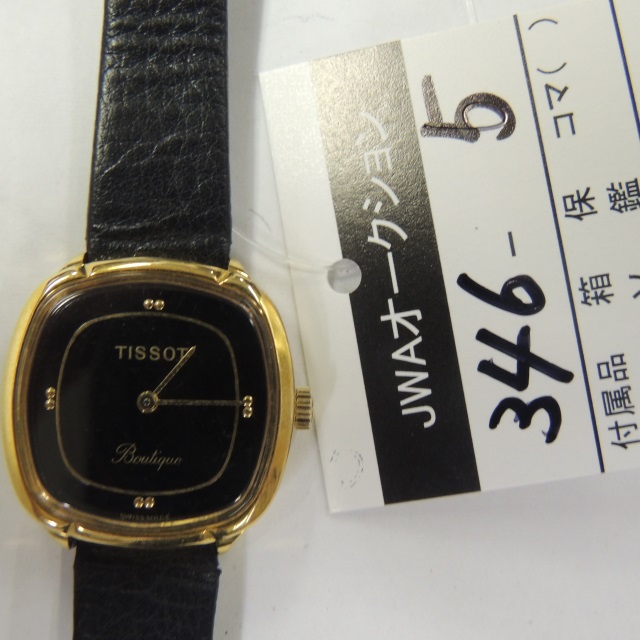 TISSOT
Boutique
JWAオークション
5
346-
付属品 箱 保 コマ( )
鑑